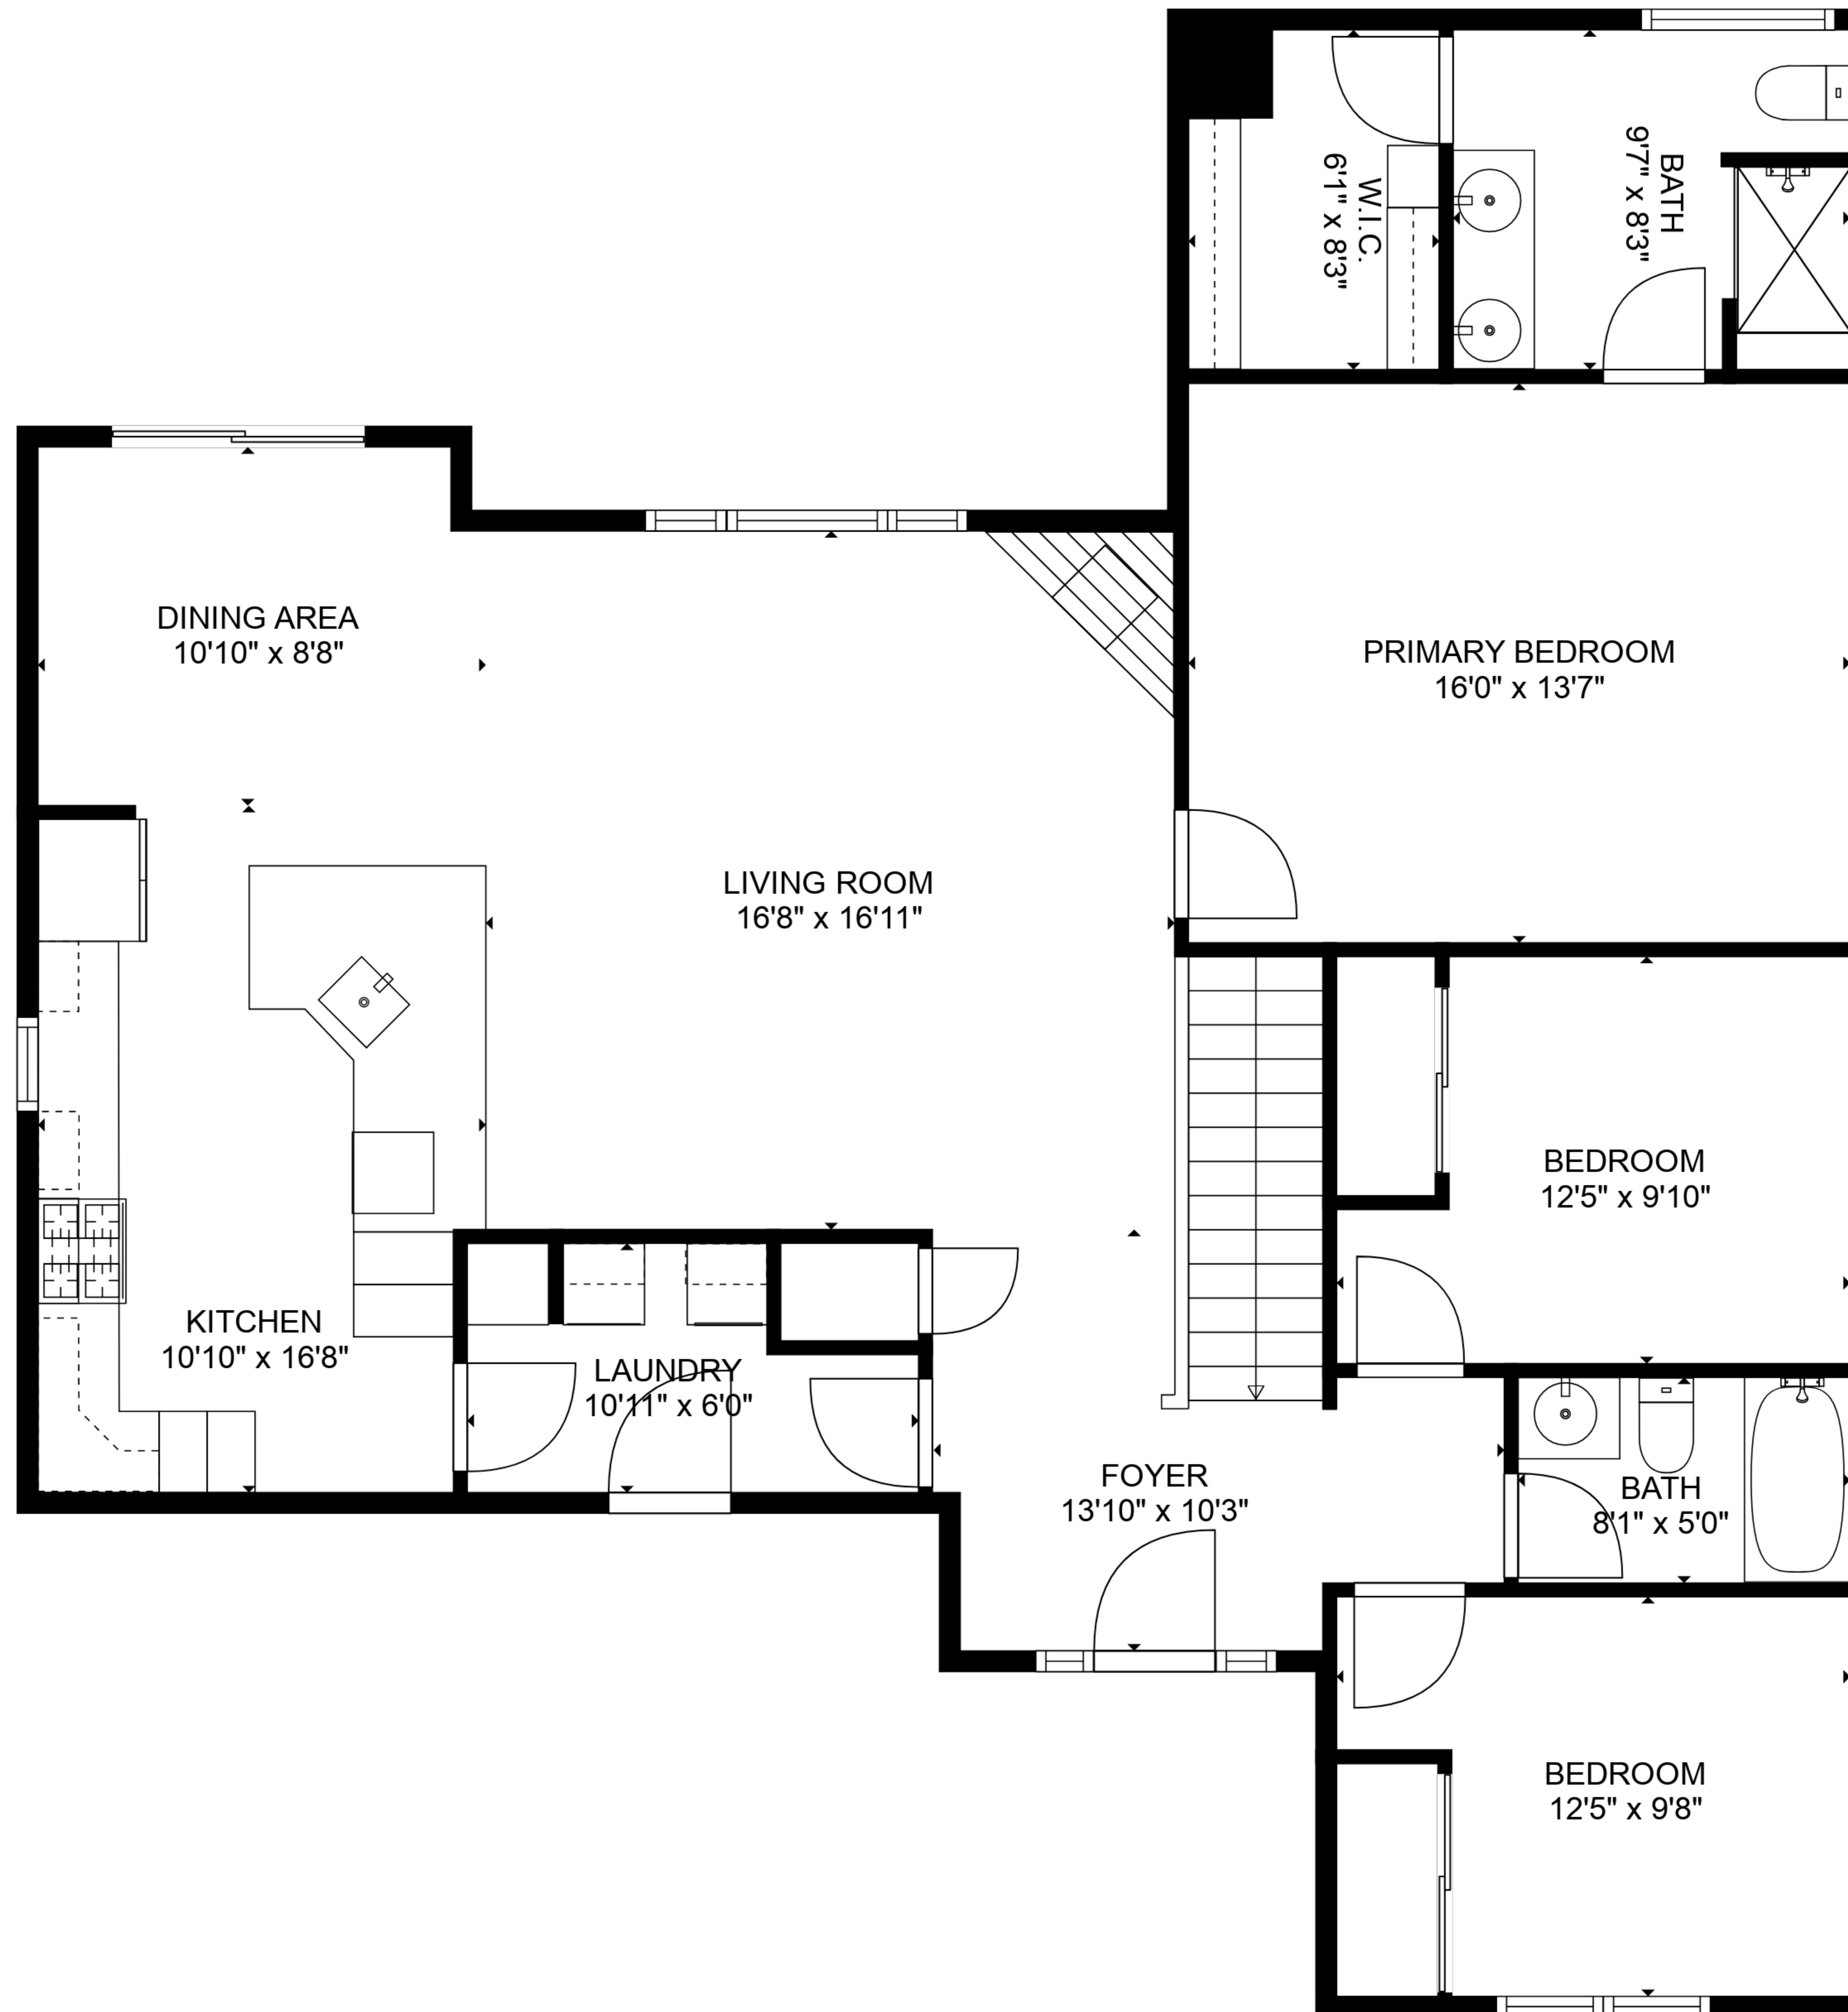 W.I.C.
6'1" x 8'3"
BATH
9'7" x 8'3"
DINING AREA
10'10" x 8'8"
PRIMARY BEDROOM
16'0" x 13'7"
LIVING ROOM
16'8" x 16'11"
BEDROOM
12'5" x 9'10"
KITCHEN
10'10" x 16'8"
LAUNDRY
10'11" x 6'0"
FOYER
13'10" x 10'3"
BATH
8'1" x 5'0"
BEDROOM
12'5" x 9'8"